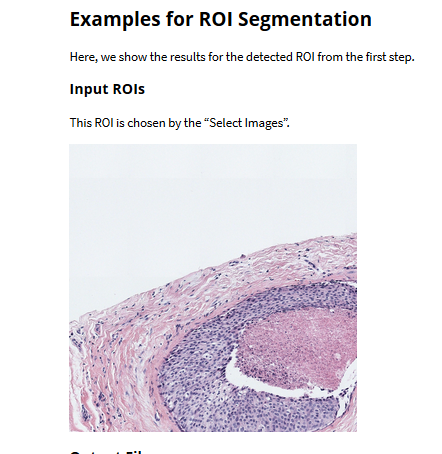 Examples for ROI Segmentation
Here, we show the results for the detected ROI from the first step.
Input ROIs
This ROI is chosen by the “Select Images”.